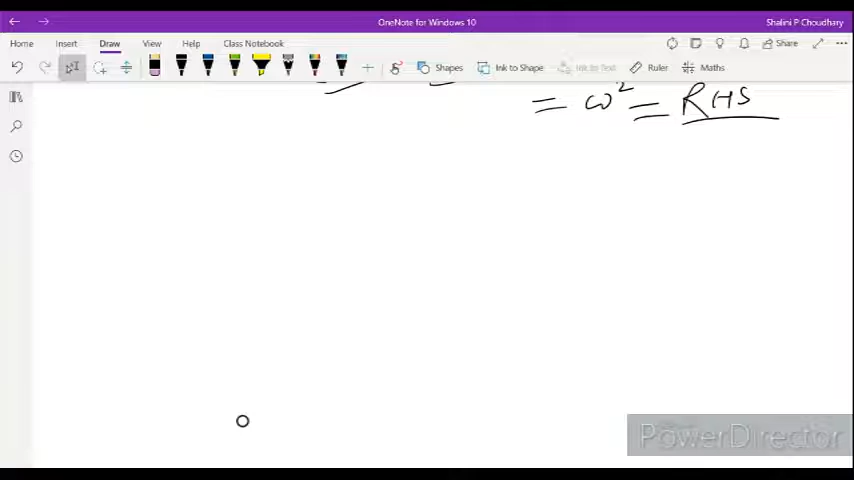 OneNote for Windows 10
Shalini P Choudhary
Home Insert Draw View Help Class Notebook Share
Shapes Ink to Shape Ink to Text Ruler Maths
= ω² = RHS
PowerDirector